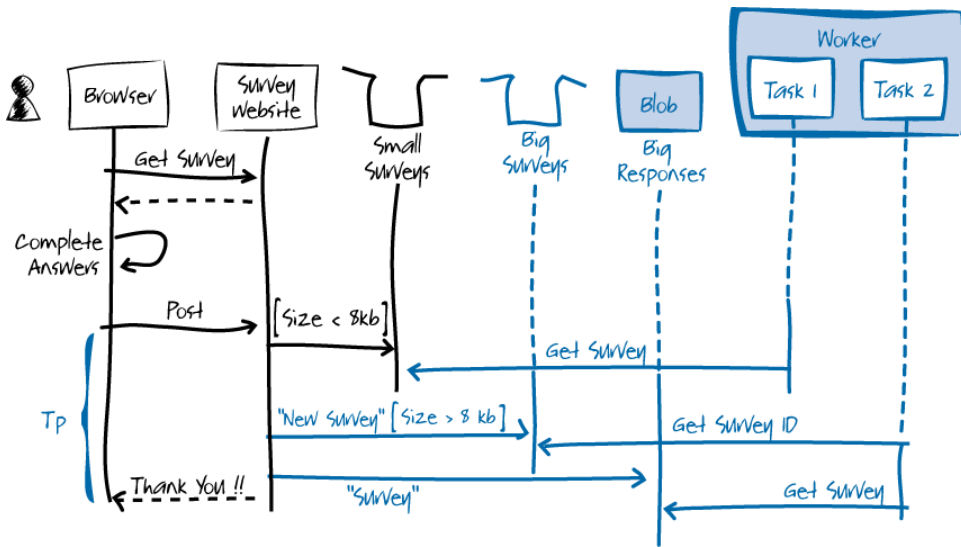 Worker
Browser
Survey
Website
Blob
Task 1
Task 2
Small
Surveys
Big
Surveys
Big
Responses
Get Survey
Complete
Answers
Post
[Size < 8kb]
Get Survey
Tp
"New Survey" [Size > 8 kb]
Get Survey ID
Thank You !!
"Survey"
Get Survey